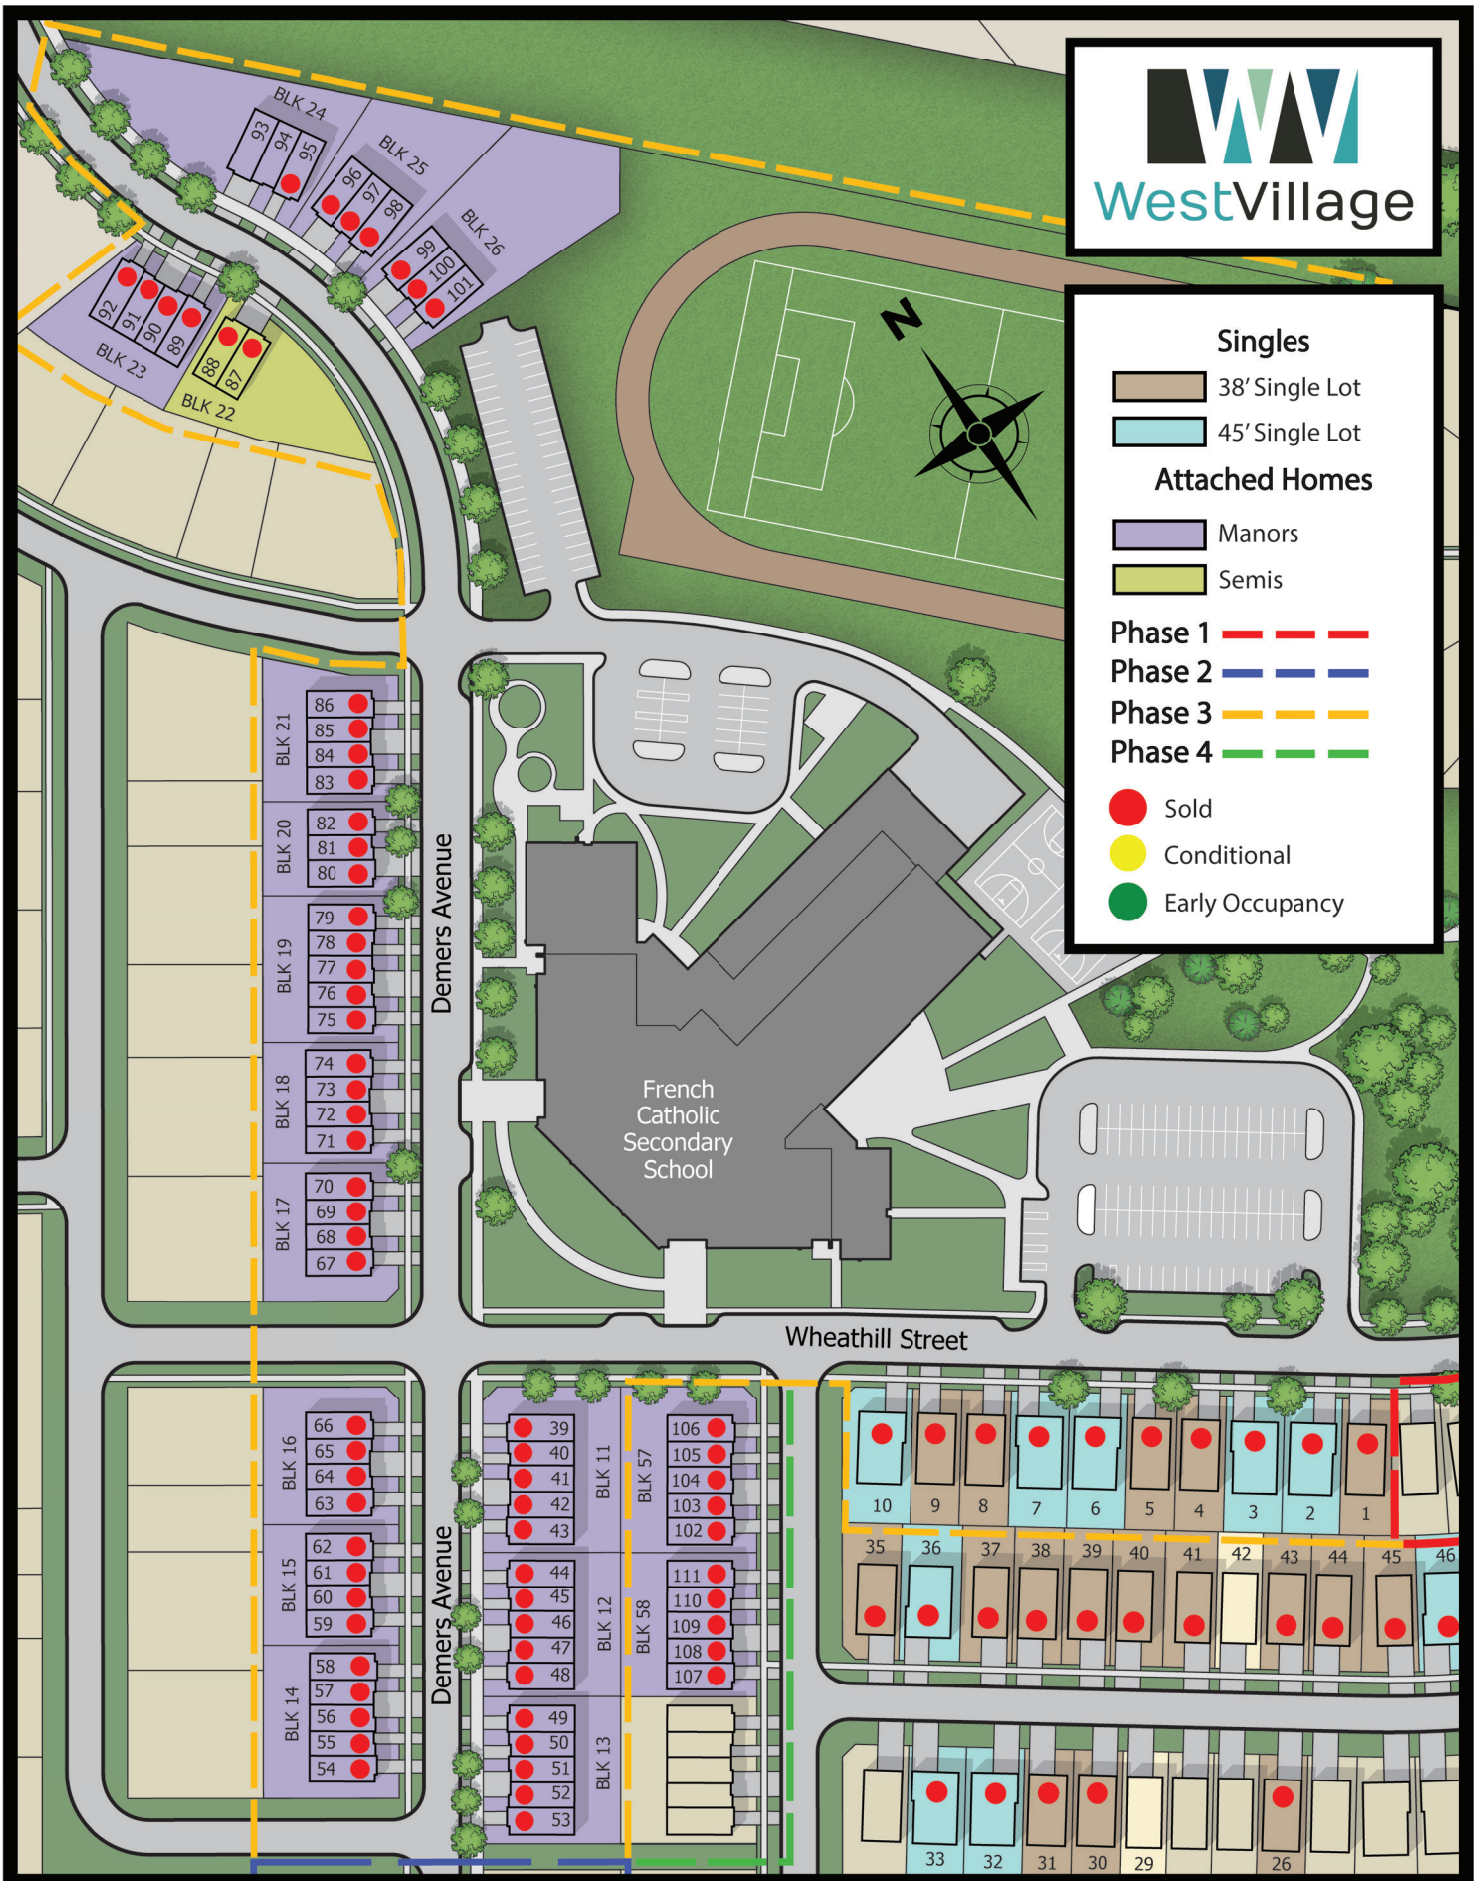 WestVillage
Singles
38' Single Lot
45' Single Lot
Attached Homes
Manors
Semis
Phase 1
Phase 2
Phase 3
Phase 4
Sold
Conditional
Early Occupancy
N
BLK 24
93
94
95
BLK 25
96
97
98
BLK 26
99
100
101
92
91
90
89
BLK 23
88
87
BLK 22
BLK 21
86
85
84
83
BLK 20
82
81
80
BLK 19
79
78
77
76
75
BLK 18
74
73
72
71
BLK 17
70
69
68
67
Demers Avenue
French
Catholic
Secondary
School
Wheathill Street
BLK 16
66
65
64
63
BLK 15
62
61
60
59
BLK 14
58
57
56
55
54
Demers Avenue
39
40
41
42
43
BLK 11
44
45
46
47
48
BLK 12
49
50
51
52
53
BLK 13
BLK 57
106
105
104
103
102
BLK 58
111
110
109
108
107
10
9
8
7
6
5
4
3
2
1
35
36
37
38
39
40
41
42
43
44
45
46
33
32
31
30
29
26